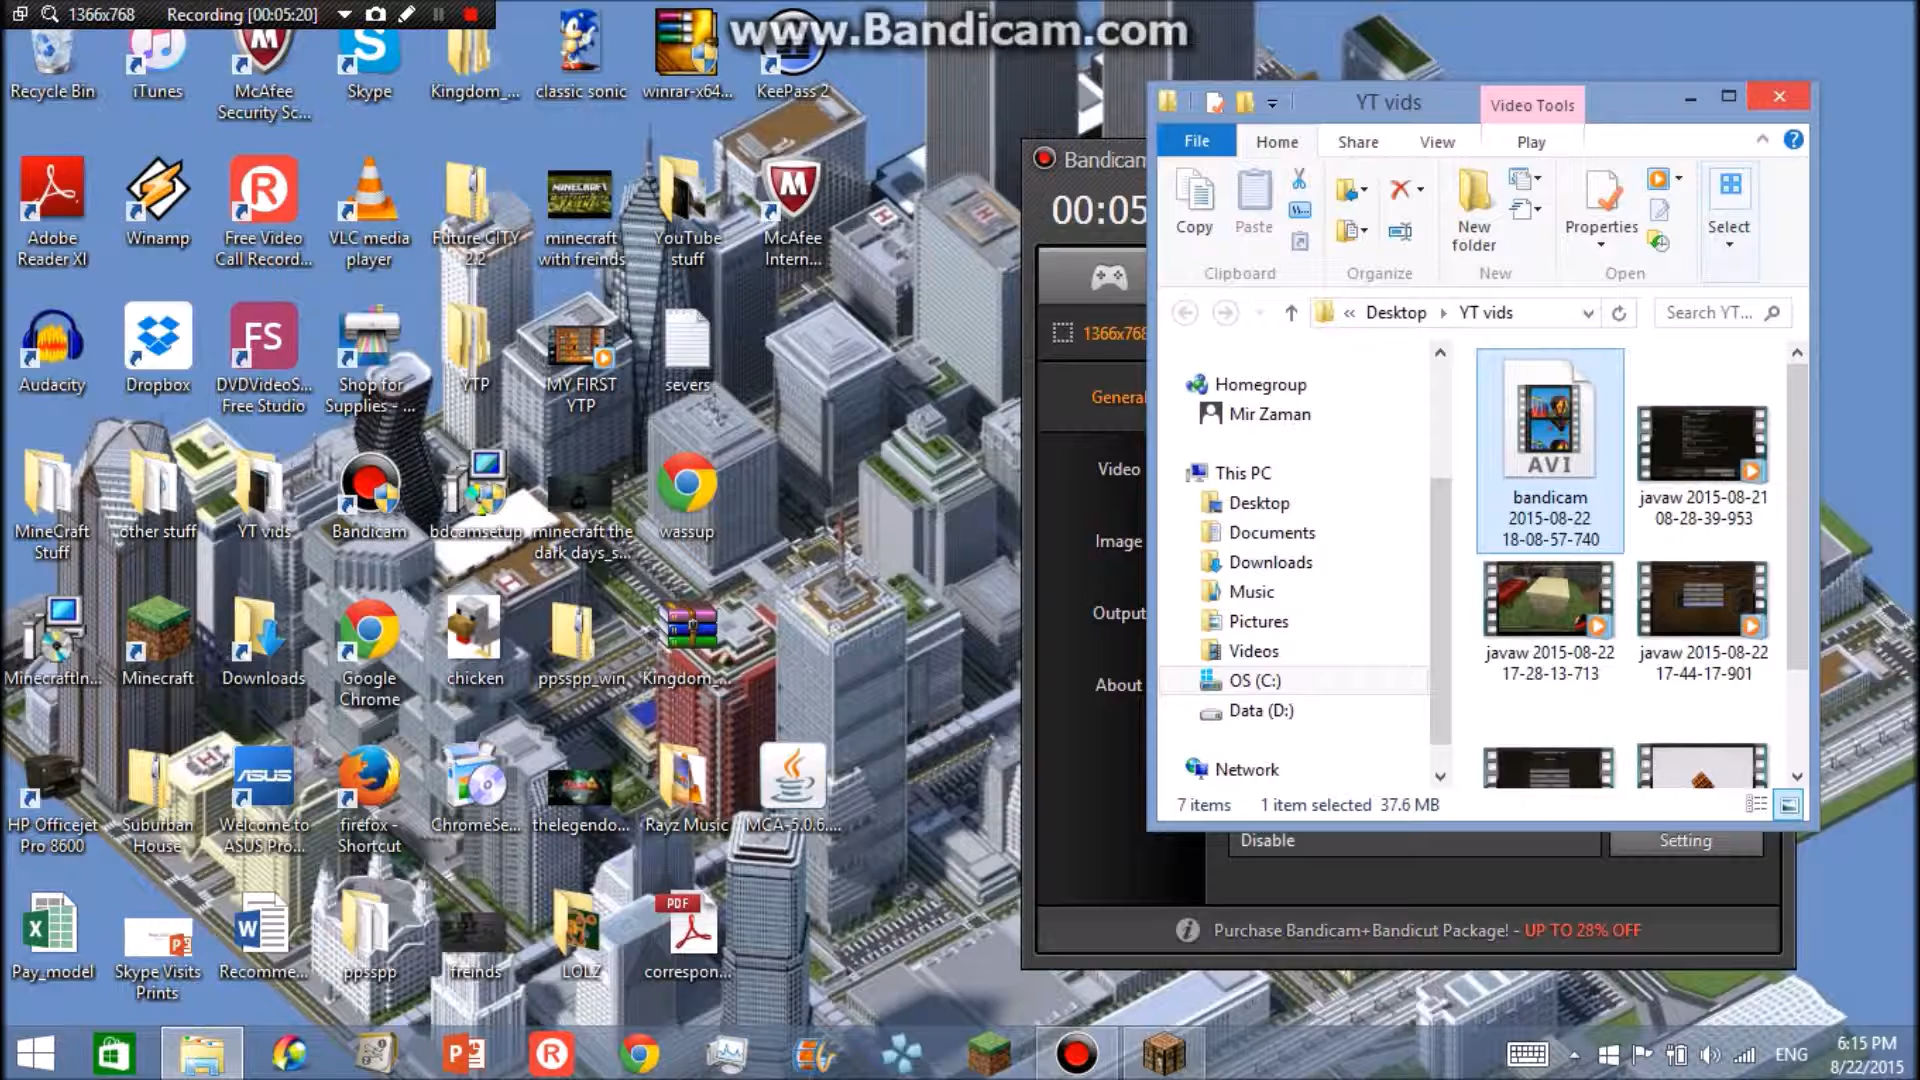 1366x768 Recording [00:05:20]
www.Bandicam.com
Recycle Bin
iTunes
McAfee
Security Sc...
Skype
Kingdom_...
classic sonic
winrar-x64...
KeePass 2
Adobe
Reader XI
Winamp
Free Video
Call Record...
VLC media
player
Future CITY
2.2
minecraft
with freinds
YouTube
stuff
McAfee
Intern...
Audacity
Dropbox
FS
DVDVideoS...
Free Studio
Shop for
Supplies - ...
YTP
MY FIRST
YTP
severs
MineCraft
Stuff
other stuff
YT vids
Bandicam
bdcamsetup
minecraft the
dark days_s...
wassup
MinecraftIn...
Minecraft
Downloads
Google
Chrome
chicken
ppsspp_win
Kingdom_...
HP Officejet
Pro 8600
Suburban
House
ASUS
Welcome to
ASUS Pro...
firefox -
Shortcut
ChromeSe...
thelegendo...
Rayz Music
MCA-5.0.6....
Pay_model
Skype Visits
Prints
Recomme...
ppsspp
freinds
LOLZ
PDF
correspon...
Bandicam
00:05
1366x768
General
Video
Image
Output
About
YT vids
Video Tools
File Home Share View Play
Copy
Paste
New
folder
Properties
Select
Clipboard Organize New Open
« Desktop YT vids
Search YT...
Homegroup
Mir Zaman
This PC
Desktop
Documents
Downloads
Music
Pictures
Videos
OS (C:)
Data (D:)
Network
AVI
bandicam
2015-08-22
18-08-57-740
javaw 2015-08-21
08-28-39-953
javaw 2015-08-22
17-28-13-713
javaw 2015-08-22
17-44-17-901
7 items 1 item selected 37.6 MB
Disable
Setting
Purchase Bandicam+Bandicut Package! - UP TO 28% OFF
ENG
6:15 PM
8/22/2015